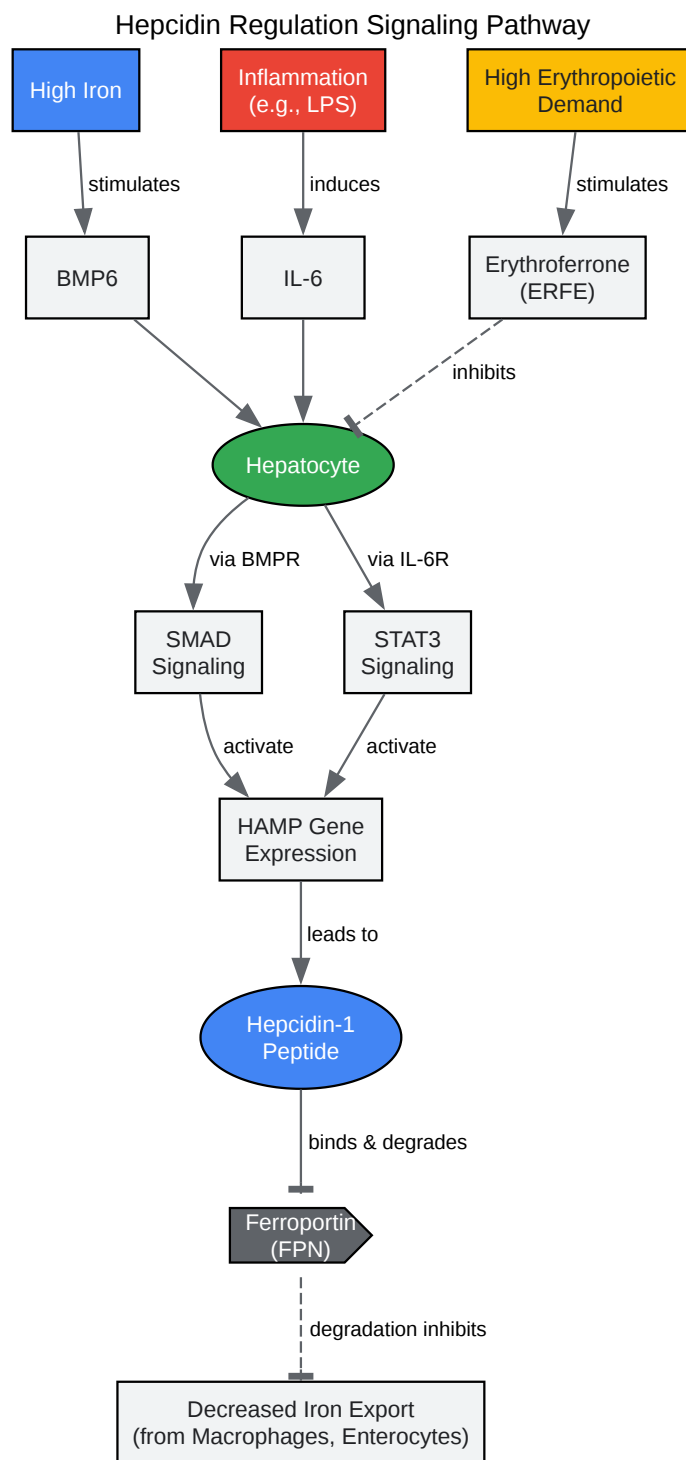 Hepcidin Regulation Signaling Pathway
High Iron
Inflammation
(e.g., LPS)
High Erythropoietic
Demand
stimulates
induces
stimulates
BMP6
IL-6
Erythroferrone
(ERFE)
inhibits
Hepatocyte
via BMPR
via IL-6R
SMAD
Signaling
STAT3
Signaling
activate
activate
HAMP Gene
Expression
leads to
Hepcidin-1
Peptide
binds & degrades
Ferroportin
(FPN)
degradation inhibits
Decreased Iron Export
(from Macrophages, Enterocytes)